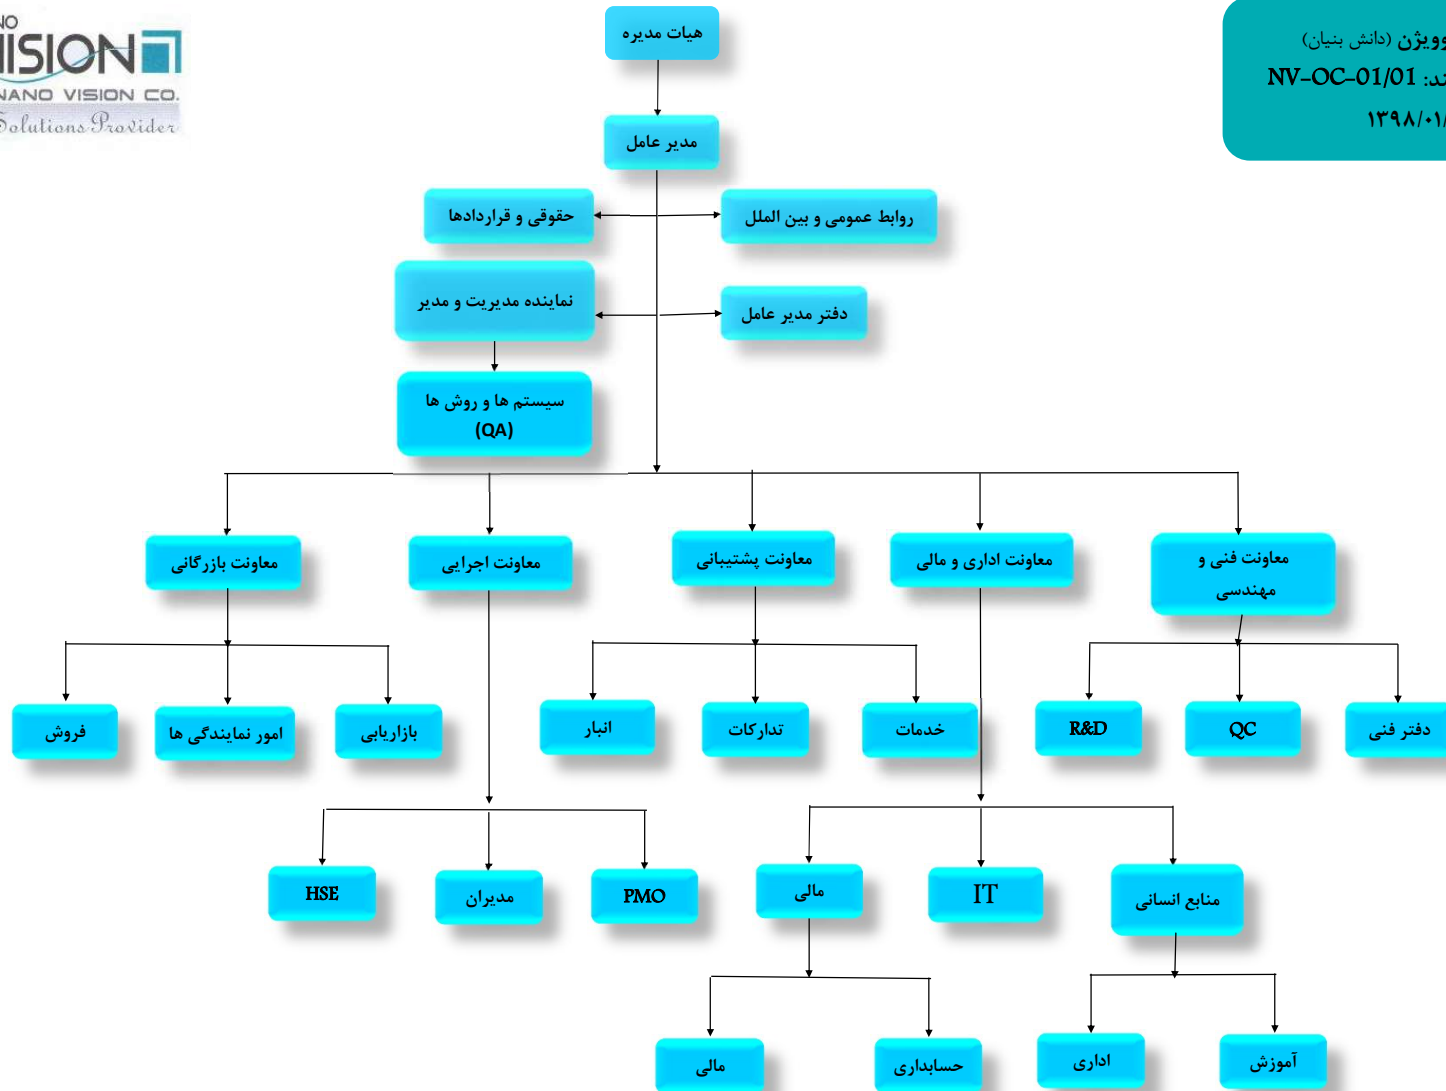 NO
VISION
NANO VISION CO.
Solutions Provider
وویژن (دانش بنیان)
ند: NV-OC-01/01
۱۳۹۸/۰۱/
هیات مدیره
مدیر عامل
حقوقی و قراردادها
روابط عمومی و بین الملل
نماینده مدیریت و مدیر
دفتر مدیر عامل
سیستم ها و روش ها
(QA)
معاونت فنی و
مهندسی
معاونت اداری و مالی
معاونت پشتیبانی
معاونت اجرایی
معاونت بازرگانی
دفتر فنی
QC
R&D
خدمات
تدارکات
انبار
بازاریابی
امور نمایندگی ها
فروش
منابع انسانی
IT
مالی
PMO
مدیران
HSE
آموزش
اداری
حسابداری
مالی